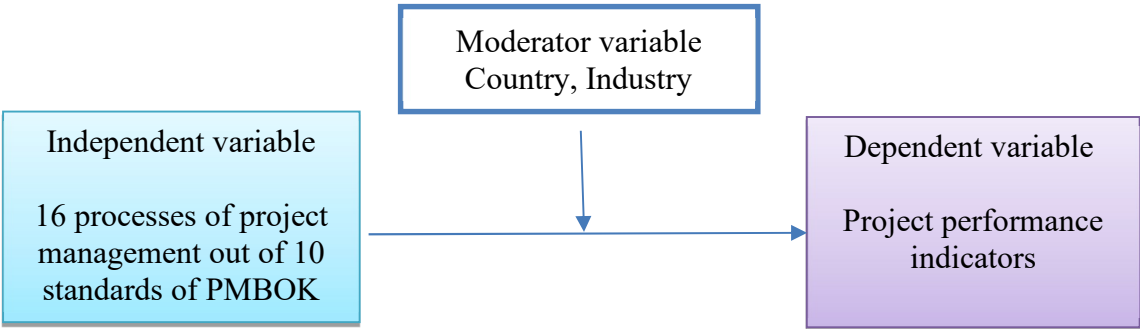 Moderator variable
Country, Industry
Independent variable
16 processes of project
management out of 10
standards of PMBOK
Dependent variable
Project performance
indicators